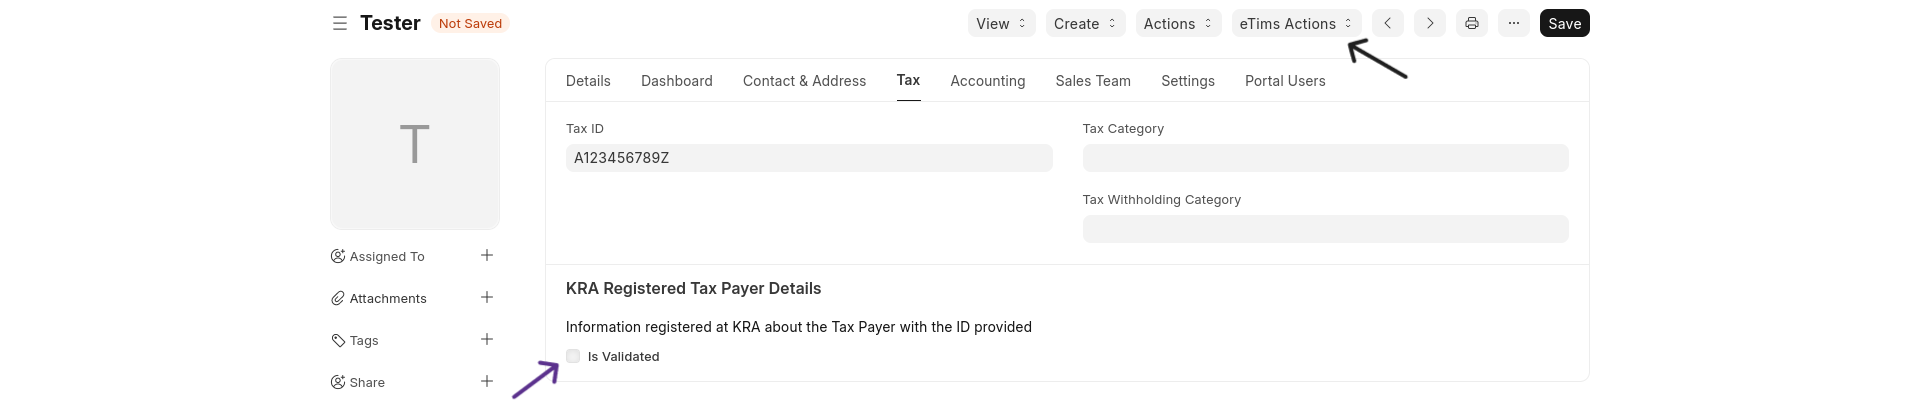 Tester Not Saved View Create Actions eTims Actions Save
T
Details Dashboard Contact & Address Tax Accounting Sales Team Settings Portal Users
Tax ID
A123456789Z
Tax Category
Tax Withholding Category
KRA Registered Tax Payer Details
Information registered at KRA about the Tax Payer with the ID provided
Is Validated
Assigned To
Attachments
Tags
Share